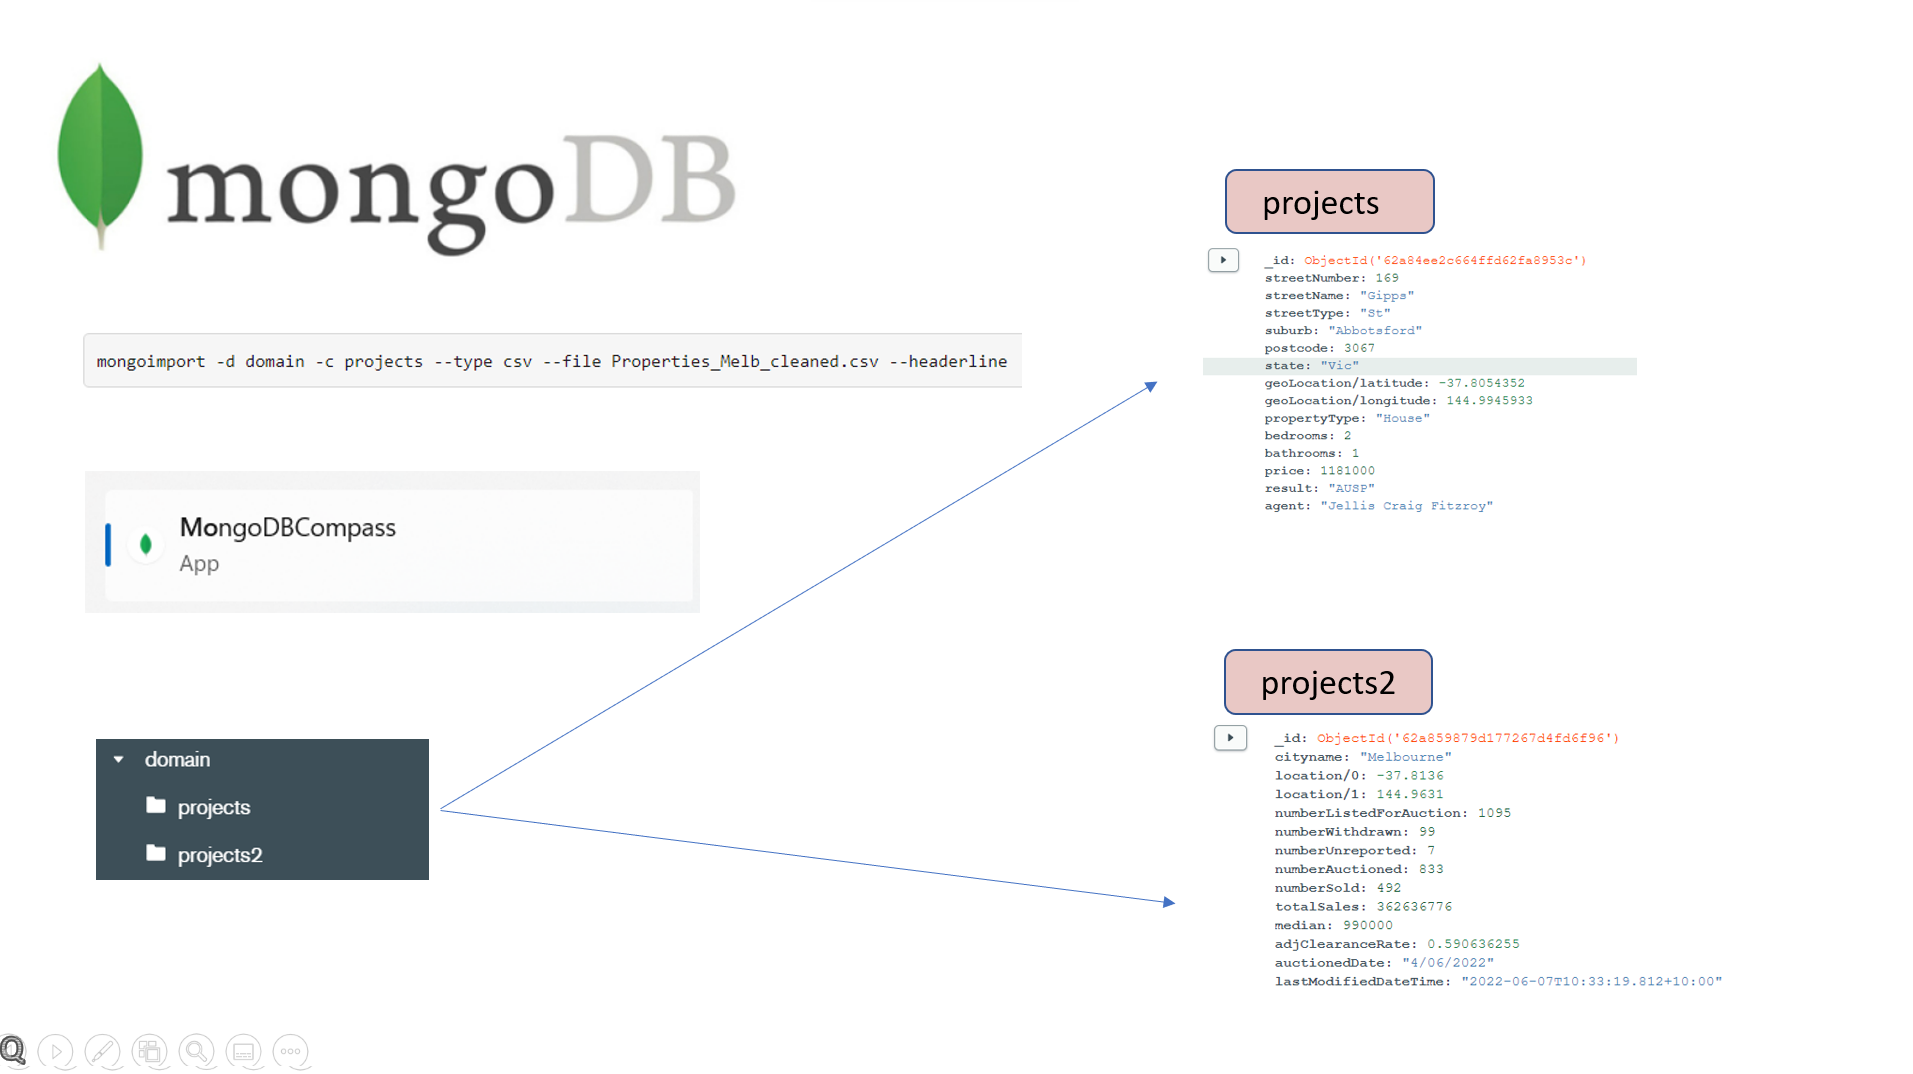 mongoDB
mongoimport -d domain -c projects --type csv --file Properties_Melb_cleaned.csv --headerline
MongoDBCompass
App
domain
projects
projects2
projects
_id: ObjectId('62a84ee2c664ffd62fa8953c')
streetNumber: 169
streetName: "Gipps"
streetType: "St"
suburb: "Abbotsford"
postcode: 3067
state: "Vic"
geoLocation/latitude: -37.8054352
geoLocation/longitude: 144.9945933
propertyType: "House"
bedrooms: 2
bathrooms: 1
price: 1181000
result: "AUSP"
agent: "Jellis Craig Fitzroy"
projects2
_id: ObjectId('62a859879d177267d4fd6f96')
cityname: "Melbourne"
location/0: -37.8136
location/1: 144.9631
numberListedForAuction: 1095
numberWithdrawn: 99
numberUnreported: 7
numberAuctioned: 833
numberSold: 492
totalSales: 362636776
median: 990000
adjClearanceRate: 0.590636255
auctionedDate: "4/06/2022"
lastModifiedDateTime: "2022-06-07T10:33:19.812+10:00"